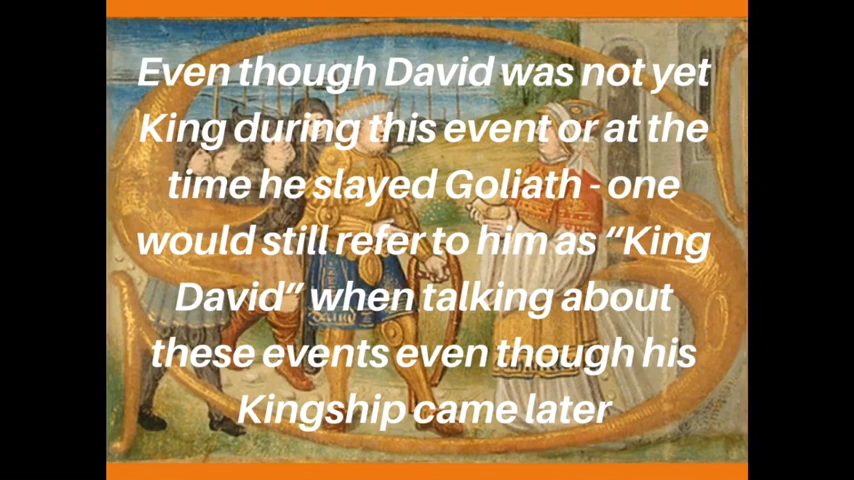 Even though David was not yet
King during this event or at the
time he slayed Goliath - one
would still refer to him as “King
David” when talking about
these events even though his
Kingship came later